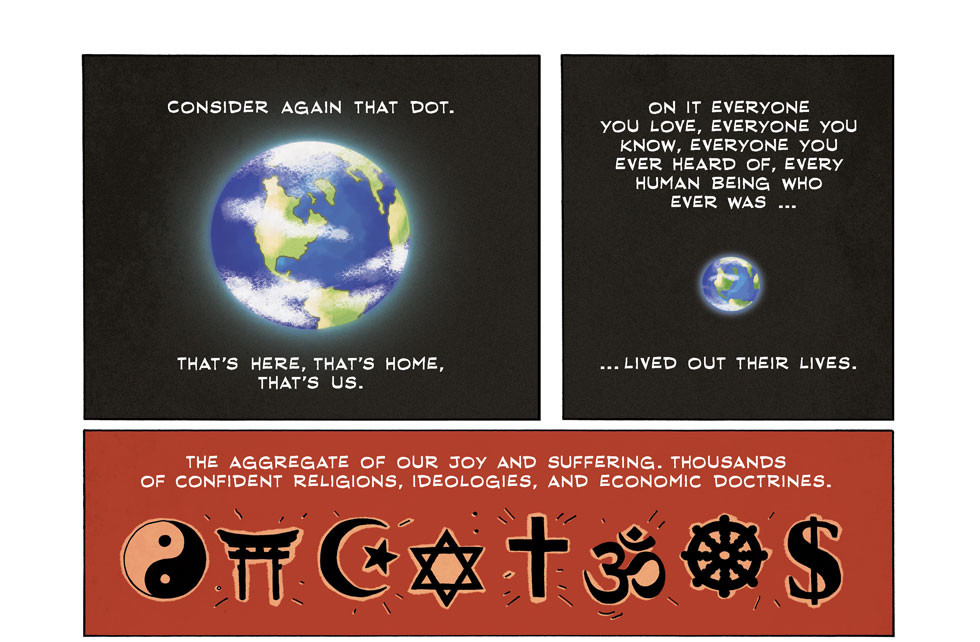 CONSIDER AGAIN THAT DOT.
THAT'S HERE, THAT'S HOME,
THAT'S US.
ON IT EVERYONE
YOU LOVE, EVERYONE YOU
KNOW, EVERYONE YOU
EVER HEARD OF, EVERY
HUMAN BEING WHO
EVER WAS ...
...LIVED OUT THEIR LIVES.
THE AGGREGATE OF OUR JOY AND SUFFERING. THOUSANDS
OF CONFIDENT RELIGIONS, IDEOLOGIES, AND ECONOMIC DOCTRINES.
ॐ $